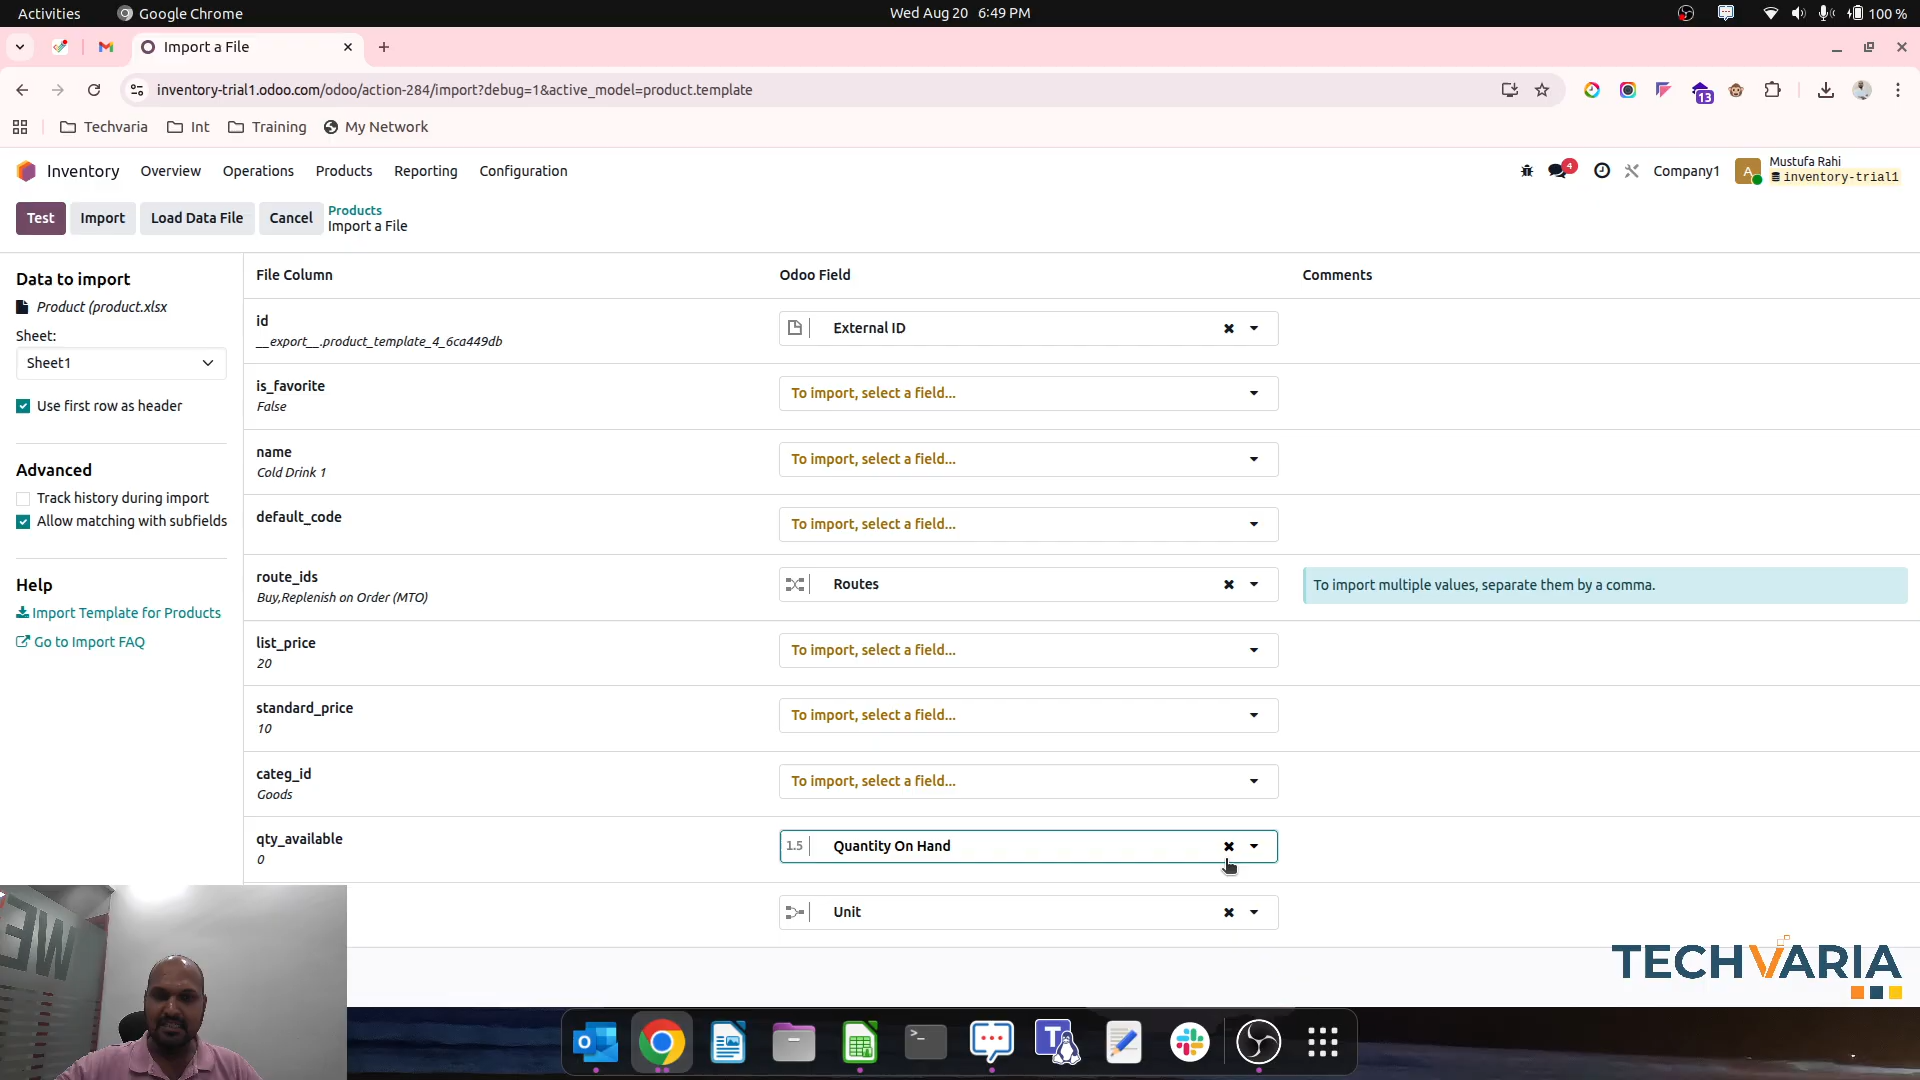 Activities
Google Chrome
Wed Aug 20 6:49 PM
100 %
Import a File
inventory-trial1.odoo.com/odoo/action-284/import?debug=1&active_model=product.template
13
Techvaria
Int
Training
My Network
Inventory
Overview
Operations
Products
Reporting
Configuration
4
Company1
A
Mustufa Rahi
inventory-trial1
Test
Import
Load Data File
Cancel
Products
Import a File
Data to import
Product (product.xlsx
Sheet:
Sheet1
Use first row as header
Advanced
Track history during import
Allow matching with subfields
Help
Import Template for Products
Go to Import FAQ
File Column
Odoo Field
Comments
id
__export__.product_template_4_6ca449db
External ID
is_favorite
False
To import, select a field...
name
Cold Drink 1
To import, select a field...
default_code
To import, select a field...
route_ids
Buy,Replenish on Order (MTO)
Routes
To import multiple values, separate them by a comma.
list_price
20
To import, select a field...
standard_price
10
To import, select a field...
categ_id
Goods
To import, select a field...
qty_available
0
1.5
Quantity On Hand
Unit
WE
TECHVARIA